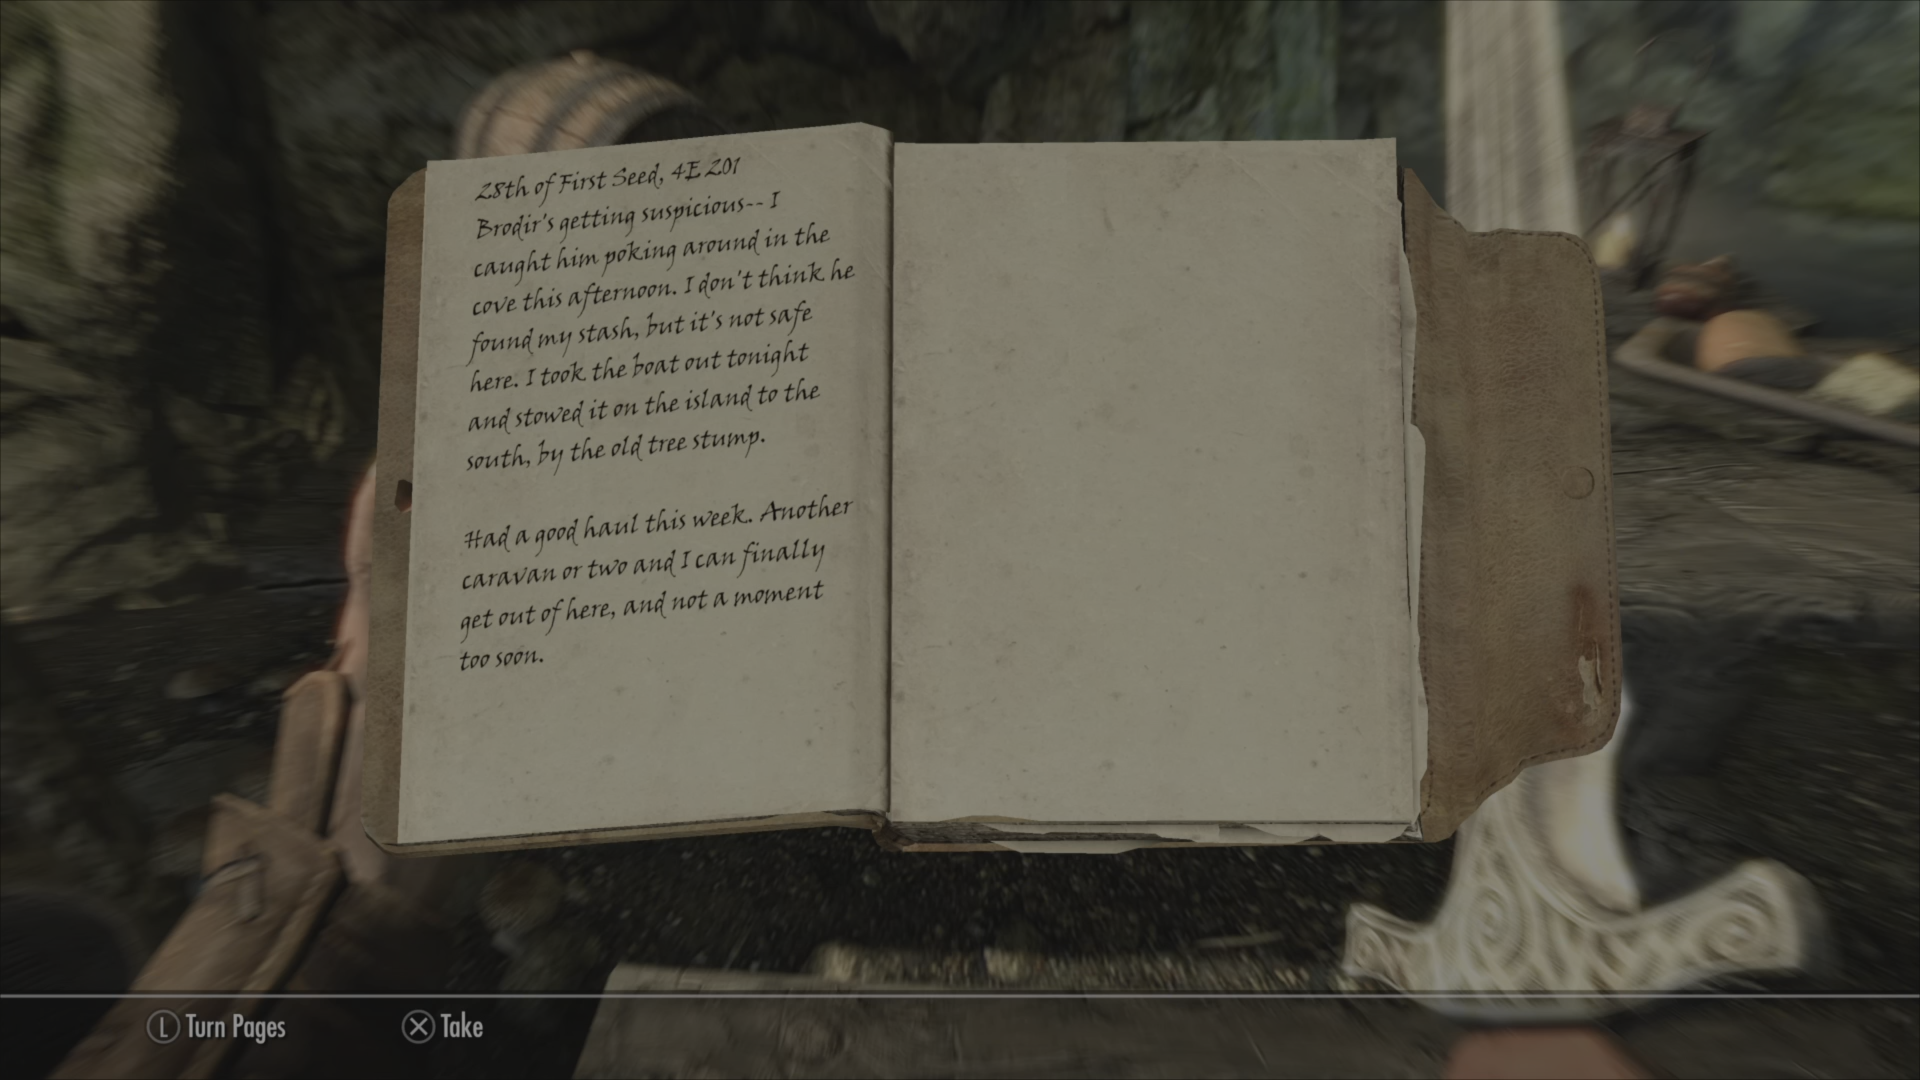 28th of First Seed, 4E 201
Brodir's getting suspicious-- I
caught him poking around in the
cove this afternoon. I don't think he
found my stash, but it's not safe
here. I took the boat out tonight
and stowed it on the island to the
south, by the old tree stump.
Had a good haul this week. Another
caravan or two and I can finally
get out of here, and not a moment
too soon.
L Turn Pages
X Take